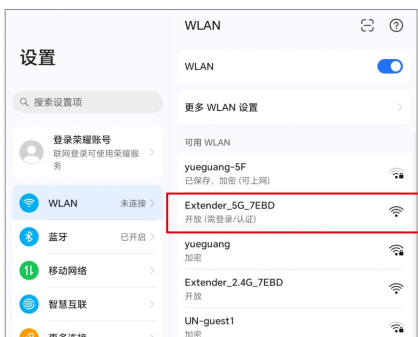 设置
搜索设置项
登录荣耀账号
联网登录可使用荣耀服
务
WLAN 未连接
蓝牙 已开启
移动网络
智慧互联
更多连接
WLAN
WLAN
更多 WLAN 设置
可用 WLAN
yueguang-5F
已保存，加密 (可上网)
Extender_5G_7EBD
开放 (需登录/认证)
yueguang
加密
Extender_2.4G_7EBD
开放
UN-guest1
加密